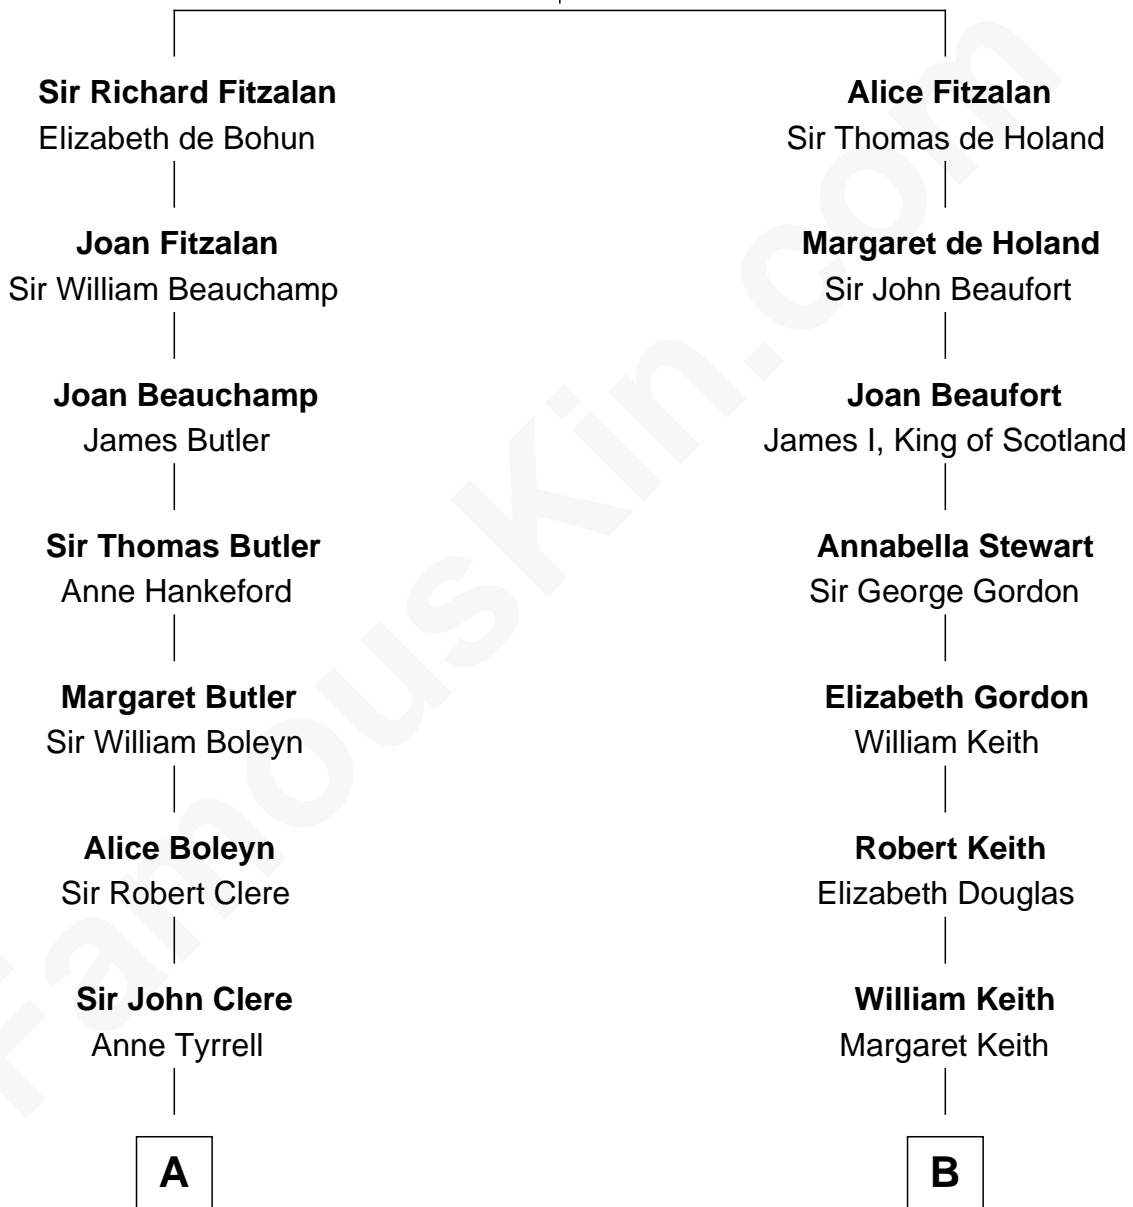 Sir Richard Fitzalan
Elizabeth de Bohun
Joan Fitzalan
Sir William Beauchamp
Joan Beauchamp
James Butler
Sir Thomas Butler
Anne Hankeford
Margaret Butler
Sir William Boleyn
Alice Boleyn
Sir Robert Clere
Sir John Clere
Anne Tyrrell
A
Alice Fitzalan
Sir Thomas de Holand
Margaret de Holand
Sir John Beaufort
Joan Beaufort
James I, King of Scotland
Annabella Stewart
Sir George Gordon
Elizabeth Gordon
William Keith
Robert Keith
Elizabeth Douglas
William Keith
Margaret Keith
B
FamousKin.com